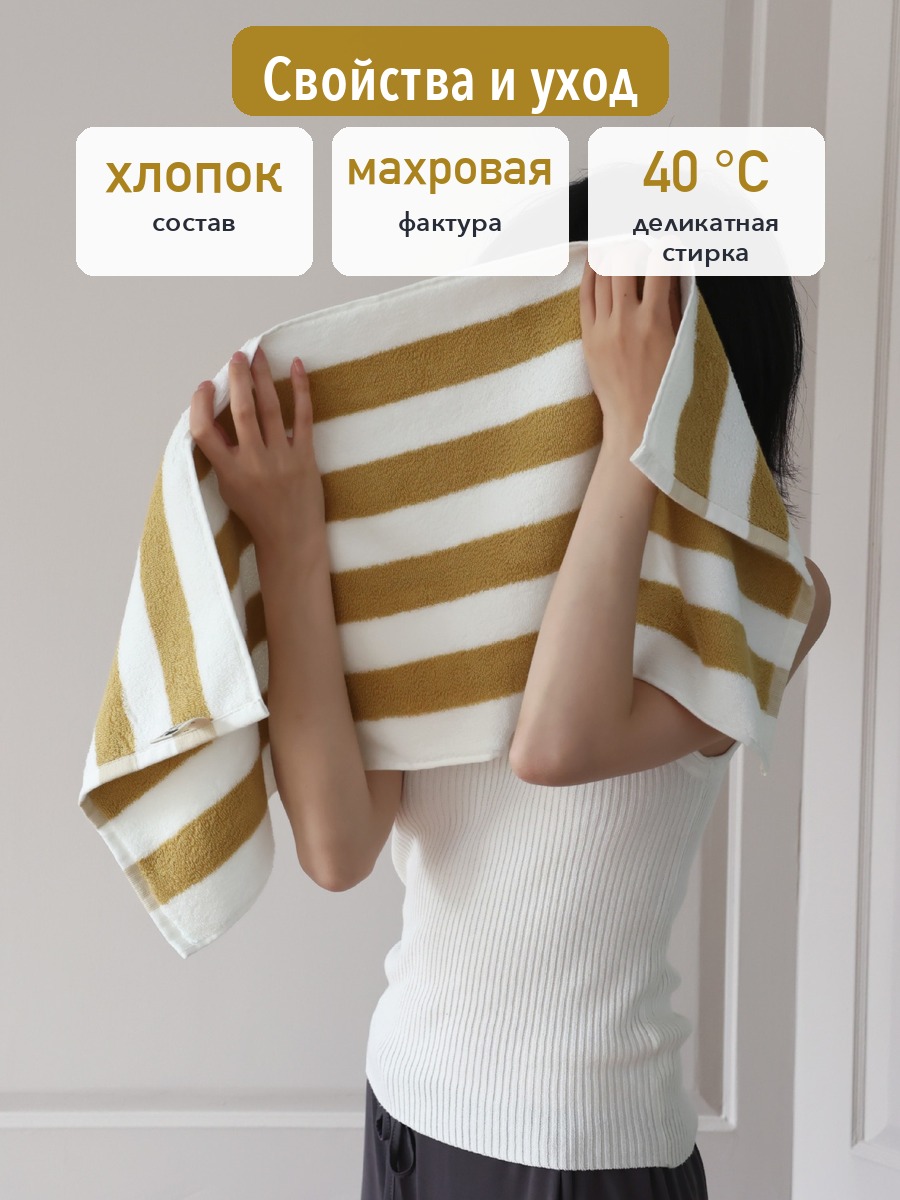 Свойства и уход
хлопок
состав
махровая
фактура
40 °C
деликатная
стирка